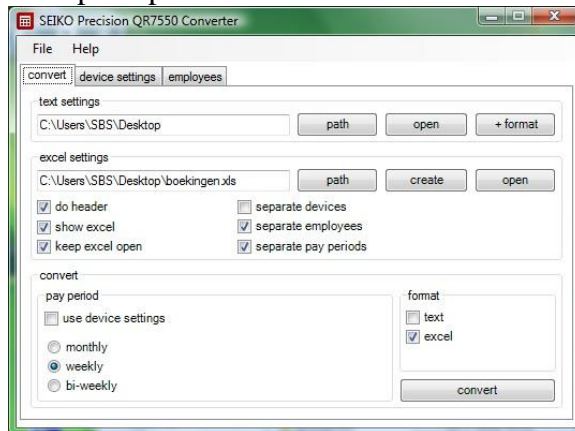 SEIKO Precision QR7550 Converter
File Help
convert device settings employees
text settings
C:\Users\SBS\Desktop path open + format
excel settings
C:\Users\SBS\Desktop\boekingen.xls path create open
do header separate devices
show excel separate employees
keep excel open separate pay periods
convert
pay period format
use device settings text
monthly excel
weekly
bi-weekly convert